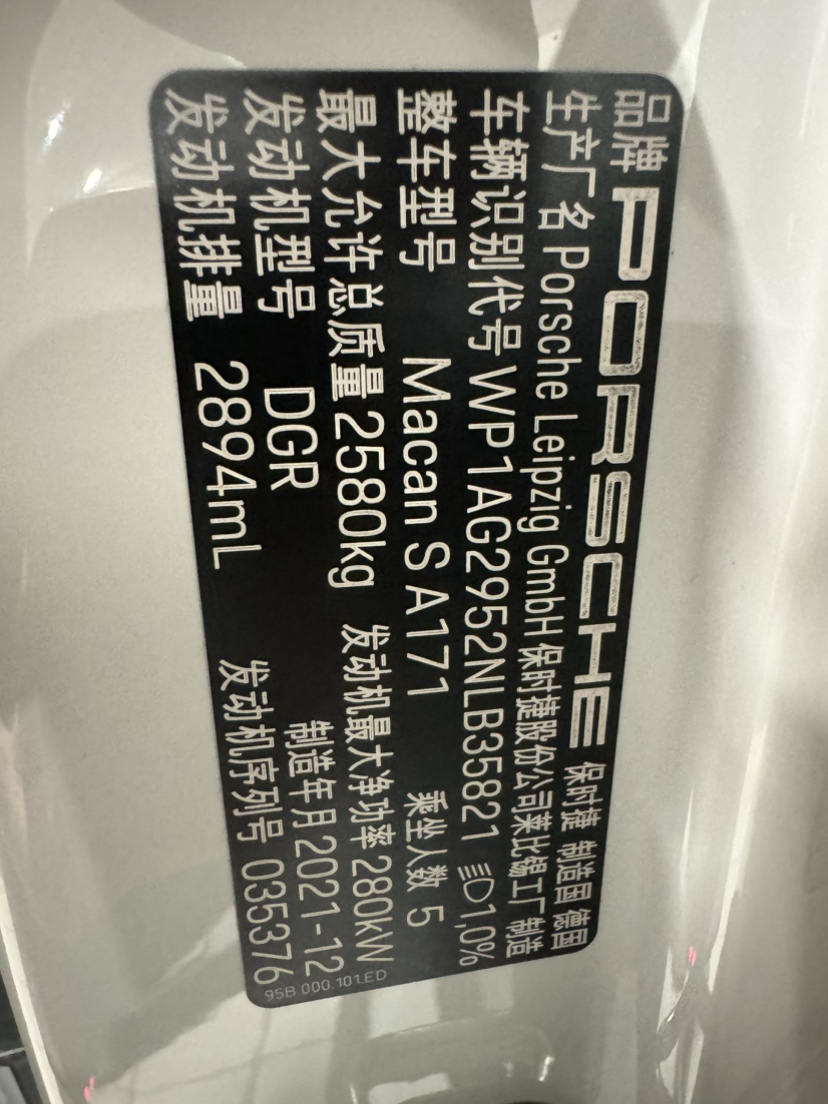 品牌 PORSCHE 保时捷 制造国 德国
生产厂名 Porsche Leipzig GmbH 保时捷股份公司莱比锡工厂 制造
车辆识别代号 WP1AG2952NLB35821 1,0%
整车型号 Macan S A171 乘坐人数 5
最大允许总质量 2580kg 发动机最大净功率 280kW
发动机型号 DGR 制造年月 2021-12
发动机排量 2894mL 发动机序列号 035376
95B 000.101.ED